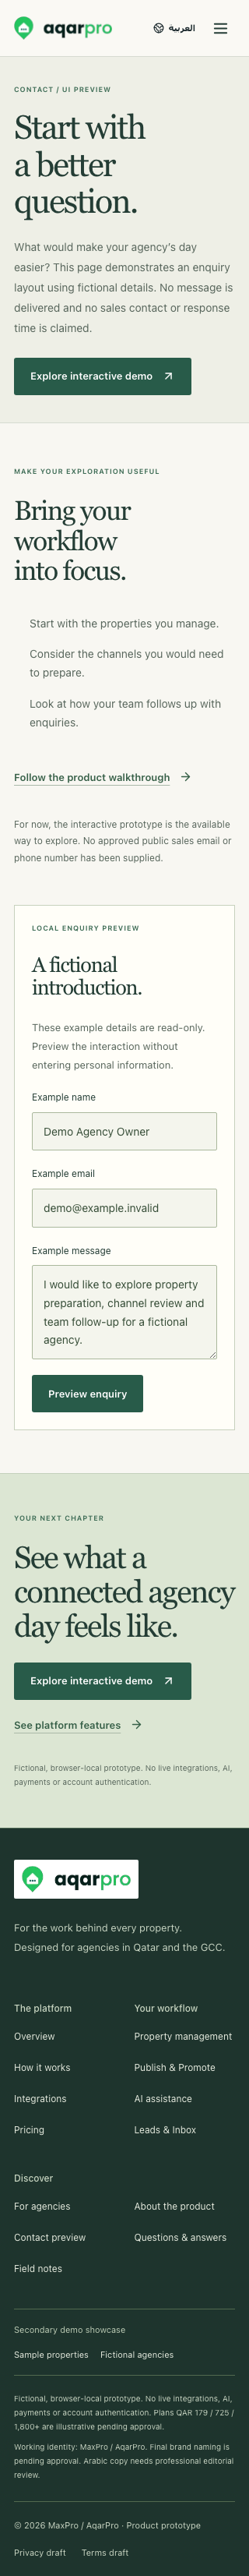 aqarpro
العربية
CONTACT / UI PREVIEW
Start with
a better
question.
What would make your agency's day
easier? This page demonstrates an enquiry
layout using fictional details. No message is
delivered and no sales contact or response
time is claimed.
Explore interactive demo
MAKE YOUR EXPLORATION USEFUL
Bring your
workflow
into focus.
Start with the properties you manage.
Consider the channels you would need
to prepare.
Look at how your team follows up with
enquiries.
Follow the product walkthrough
For now, the interactive prototype is the available
way to explore. No approved public sales email or
phone number has been supplied.
LOCAL ENQUIRY PREVIEW
A fictional
introduction.
These example details are read-only.
Preview the interaction without
entering personal information.
Example name
Demo Agency Owner
Example email
demo@example.invalid
Example message
I would like to explore property
preparation, channel review and
team follow-up for a fictional
agency.
Preview enquiry
YOUR NEXT CHAPTER
See what a
connected agency
day feels like.
Explore interactive demo
See platform features
Fictional, browser-local prototype. No live integrations, AI,
payments or account authentication.
aqarpro
For the work behind every property.
Designed for agencies in Qatar and the GCC.
The platform
Overview
How it works
Integrations
Pricing
Your workflow
Property management
Publish & Promote
AI assistance
Leads & Inbox
Discover
For agencies
About the product
Contact preview
Questions & answers
Field notes
Secondary demo showcase
Sample properties Fictional agencies
Fictional, browser-local prototype. No live integrations, AI,
payments or account authentication. Plans QAR 179 / 725 /
1,800+ are illustrative pending approval.
Working identity: MaxPro / AqarPro. Final brand naming is
pending approval. Arabic copy needs professional editorial
review.
© 2026 MaxPro / AqarPro · Product prototype
Privacy draft Terms draft